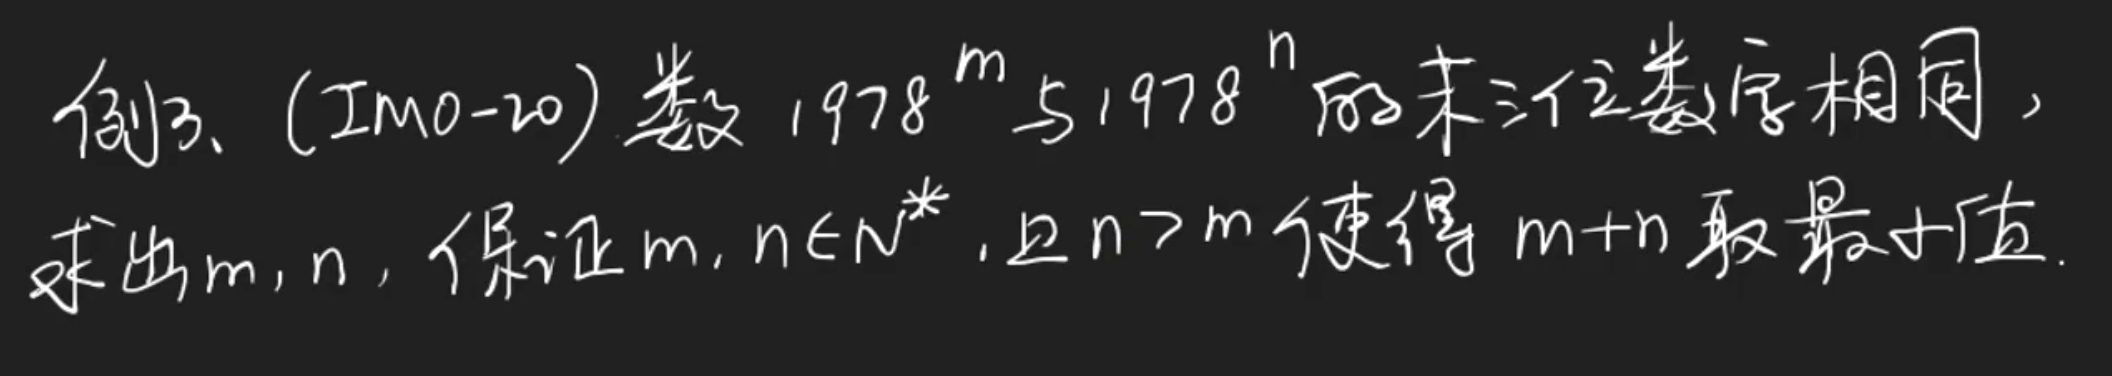 例3、(IMO-20) 数 1978^m 与 1978^n 的末三位数字相同,
求出m, n, 保证 m, n∈N*, 且 n>m 使得 m+n 取最小值.